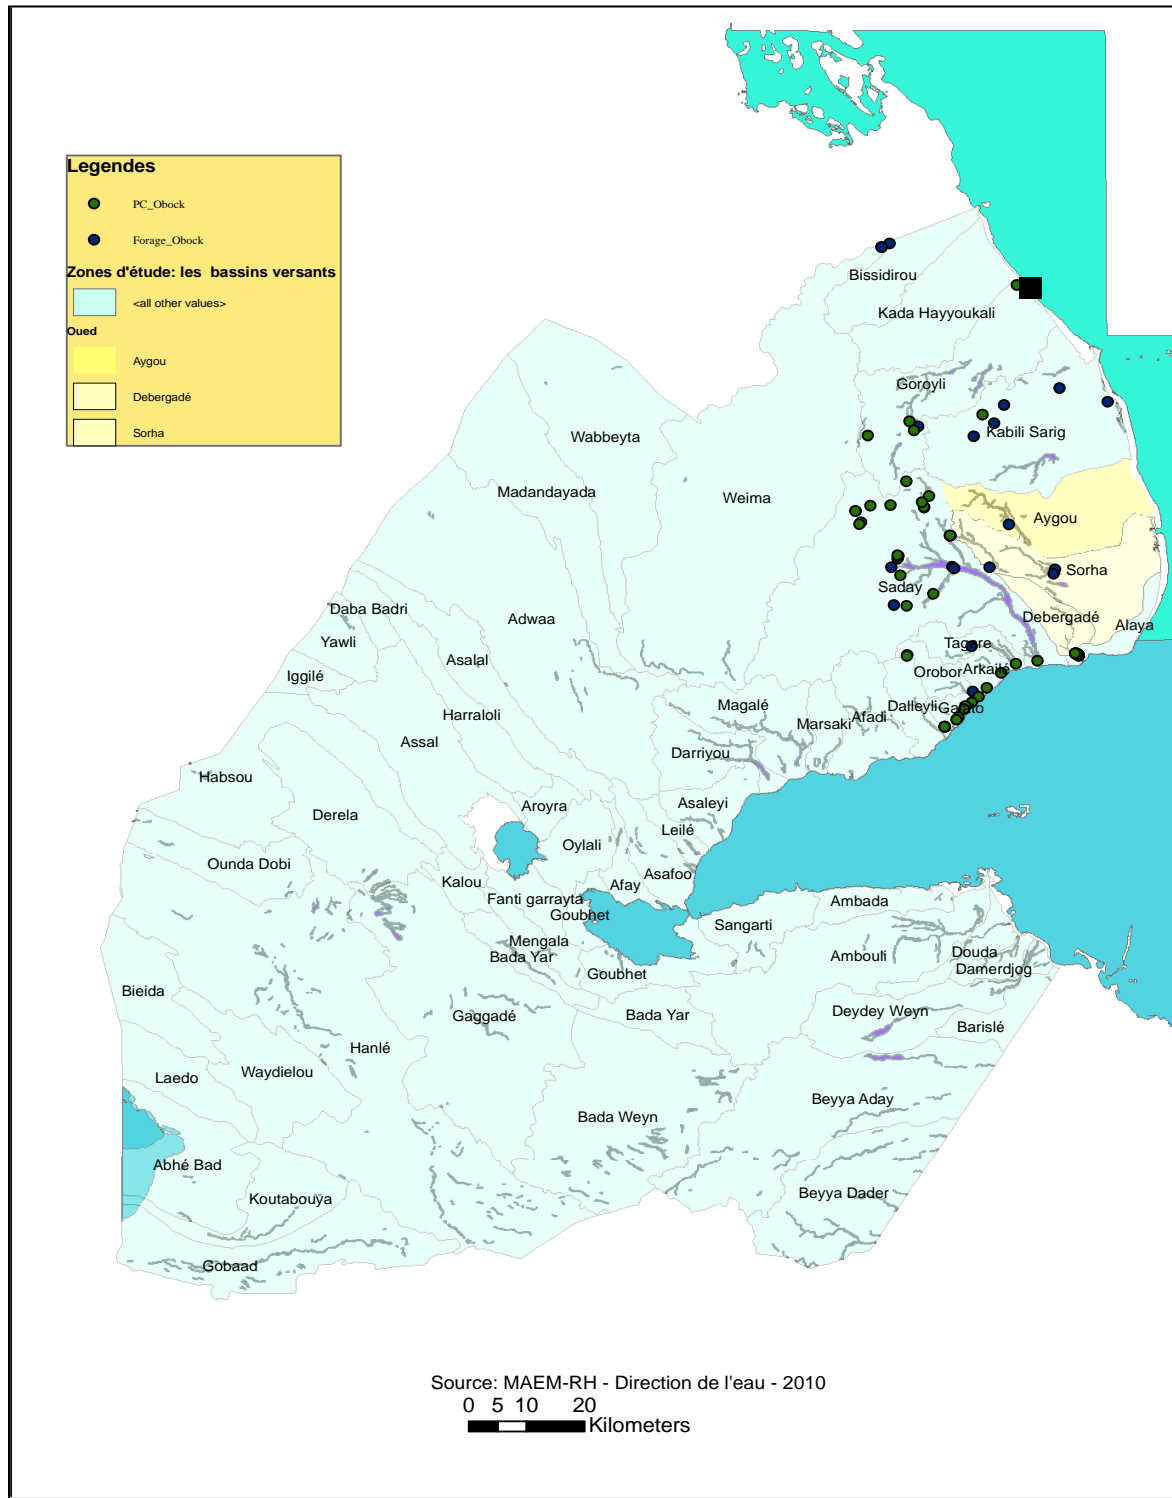 Legendes
PC_Obock
Forage_Obock
Zones d'étude: les bassins versants
<all other values>
Oued
Aygou
Debergadé
Sorha
Bissidirou
Kada Hayyoukali
Goroyli
Kabili Sarig
Wabbeyta
Madandayada
Weima
Aygou
Sorha
Saday
Debergadé
Alaya
Daba Badri
Yawli
Adwaa
Tagare
Iggilé
Asalal
Orobor
Arkailé
Harraloli
Magalé
Dalleyli
Galato
Afadi
Marsaki
Assal
Darriyou
Habsou
Aroyra
Asaleyi
Derela
Leilé
Oylali
Ounda Dobi
Kalou
Asafoo
Afay
Fanti garrayta
Ambada
Goubhet
Sangarti
Mengala
Bada Yar
Ambouli
Douda
Damerdjog
Goubhet
Bieida
Gaggadé
Bada Yar
Deydey Weyn
Barislé
Hanlé
Waydielou
Laedo
Beyya Aday
Bada Weyn
Abhé Bad
Koutabouya
Beyya Dader
Gobaad
Source: MAEM-RH - Direction de l'eau - 2010
0 5 10 20
Kilometers